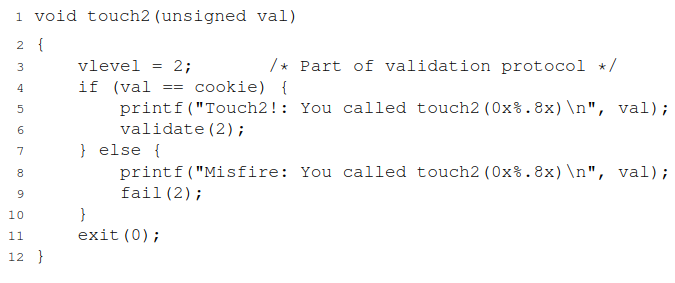 1 void touch2(unsigned val)
2 {
3     vlevel = 2;       /* Part of validation protocol */
4     if (val == cookie) {
5         printf("Touch2!: You called touch2(0x%.8x)\n", val);
6         validate(2);
7     } else {
8         printf("Misfire: You called touch2(0x%.8x)\n", val);
9         fail(2);
10     }
11     exit(0);
12 }